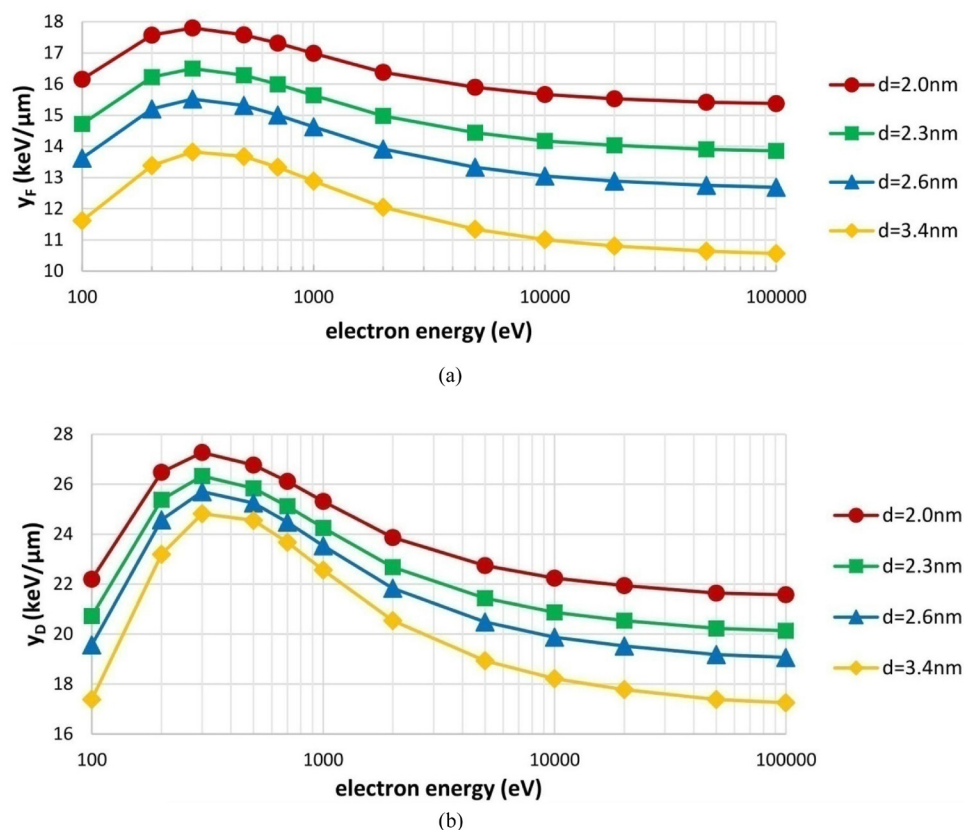 18
17
16
15
14
13
12
11
10
y_F (keV/µm)
100
1000
10000
100000
electron energy (eV)
d=2.0nm
d=2.3nm
d=2.6nm
d=3.4nm
(a)
28
26
24
22
20
18
16
y_D (keV/µm)
100
1000
10000
100000
electron energy (eV)
d=2.0nm
d=2.3nm
d=2.6nm
d=3.4nm
(b)